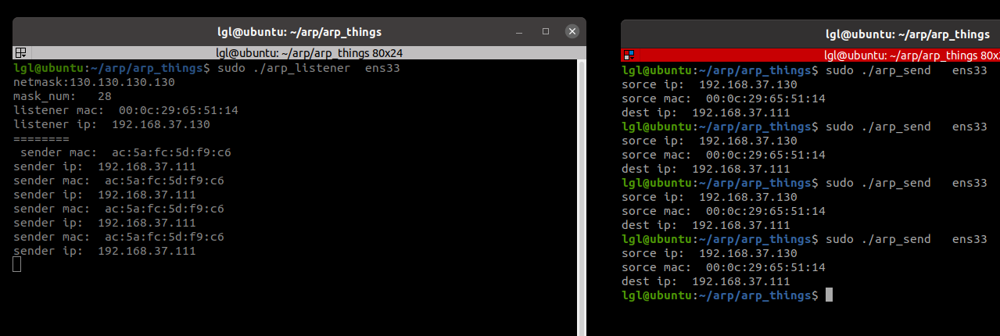 lgl@ubuntu: ~/arp/arp_things
lgl@ubuntu: ~/arp/arp_things 80x24
lgl@ubuntu:~/arp/arp_things$ sudo ./arp_listener  ens33
netmask:130.130.130.130
mask_num:   28
listener mac:  00:0c:29:65:51:14
listener ip:  192.168.37.130
========
 sender mac:  ac:5a:fc:5d:f9:c6
sender ip:  192.168.37.111
sender mac:  ac:5a:fc:5d:f9:c6
sender ip:  192.168.37.111
sender mac:  ac:5a:fc:5d:f9:c6
sender ip:  192.168.37.111
sender mac:  ac:5a:fc:5d:f9:c6
sender ip:  192.168.37.111
lgl@ubuntu: ~/arp/arp_things
lgl@ubuntu: ~/arp/arp_things 80x2
lgl@ubuntu:~/arp/arp_things$ sudo ./arp_send   ens33
sorce ip:  192.168.37.130
sorce mac:  00:0c:29:65:51:14
dest ip:  192.168.37.111
lgl@ubuntu:~/arp/arp_things$ sudo ./arp_send   ens33
sorce ip:  192.168.37.130
sorce mac:  00:0c:29:65:51:14
dest ip:  192.168.37.111
lgl@ubuntu:~/arp/arp_things$ sudo ./arp_send   ens33
sorce ip:  192.168.37.130
sorce mac:  00:0c:29:65:51:14
dest ip:  192.168.37.111
lgl@ubuntu:~/arp/arp_things$ sudo ./arp_send   ens33
sorce ip:  192.168.37.130
sorce mac:  00:0c:29:65:51:14
dest ip:  192.168.37.111
lgl@ubuntu:~/arp/arp_things$